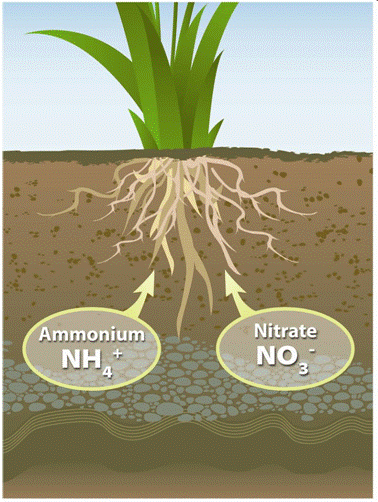 Ammonium
NH₄⁺
Nitrate
NO₃⁻